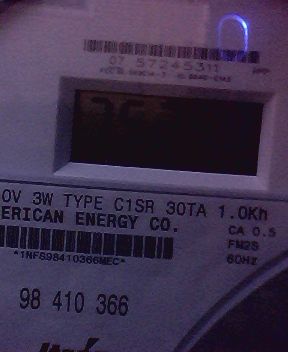 07 57245311
0V 3W TYPE C1SR 30TA 1.0Kh
ERICAN ENERGY CO.
CA 0.5
FM2S
60HZ
*1NFS98410366MEC*
98 410 366